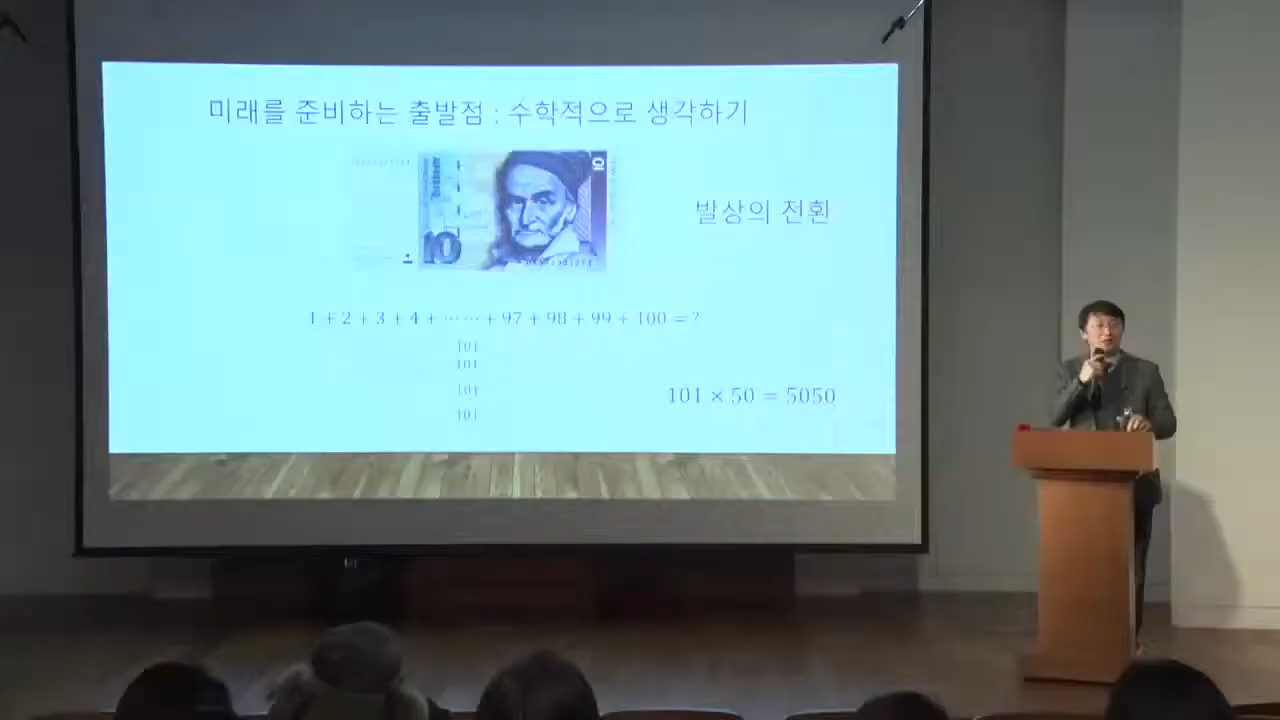 미래를 준비하는 출발점 : 수학적으로 생각하기
10
발상의 전환
1 + 2 + 3 + 4 + ⋯⋯ + 97 + 98 + 99 + 100 = ?
101
101
101
101
101 × 50 = 5050